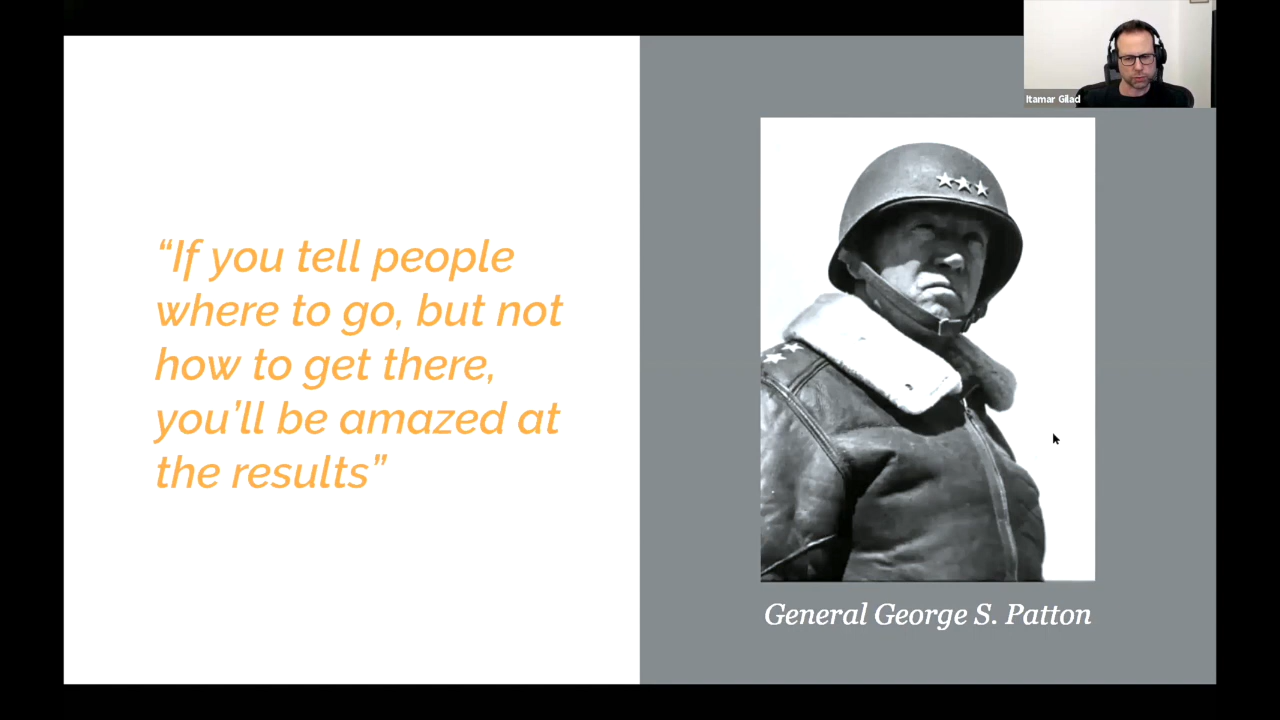 Itamar Gilad
“If you tell people
where to go, but not
how to get there,
you’ll be amazed at
the results”
General George S. Patton